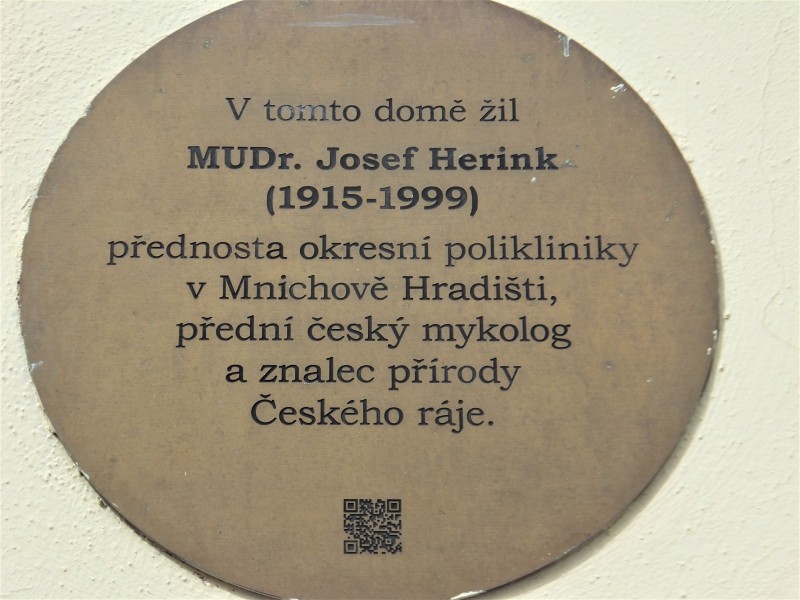 V tomto domě žil
MUDr. Josef Herink
(1915-1999)
přednosta okresní polikliniky
v Mnichově Hradišti,
přední český mykolog
a znalec přírody
Českého ráje.